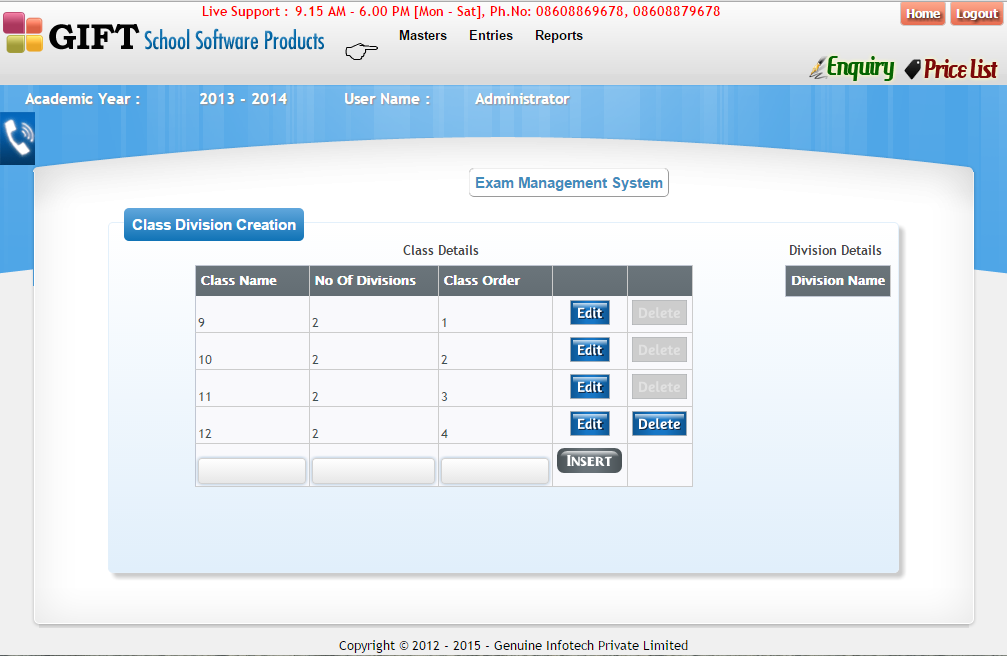 Live Support : 9.15 AM - 6.00 PM [Mon - Sat], Ph.No: 08608869678, 08608879678
Home Logout
GIFT School Software Products
Masters Entries Reports
Enquiry Price List
Academic Year : 2013 - 2014 User Name : Administrator
Exam Management System
Class Division Creation
Class Details Division Details
Class Name No Of Divisions Class Order Division Name
9 2 1 Edit Delete
10 2 2 Edit Delete
11 2 3 Edit Delete
12 2 4 Edit Delete
INSERT
Copyright © 2012 - 2015 - Genuine Infotech Private Limited